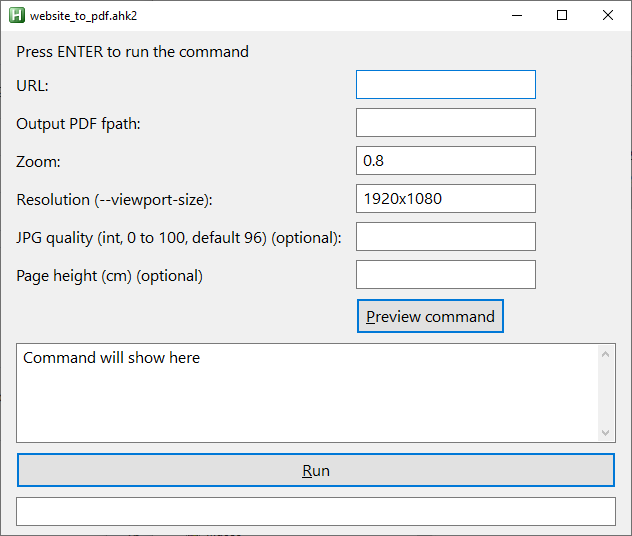 website_to_pdf.ahk2
Press ENTER to run the command
URL:
Output PDF fpath:
Zoom: 0.8
Resolution (--viewport-size): 1920x1080
JPG quality (int, 0 to 100, default 96) (optional):
Page height (cm) (optional)
Preview command
Command will show here
Run